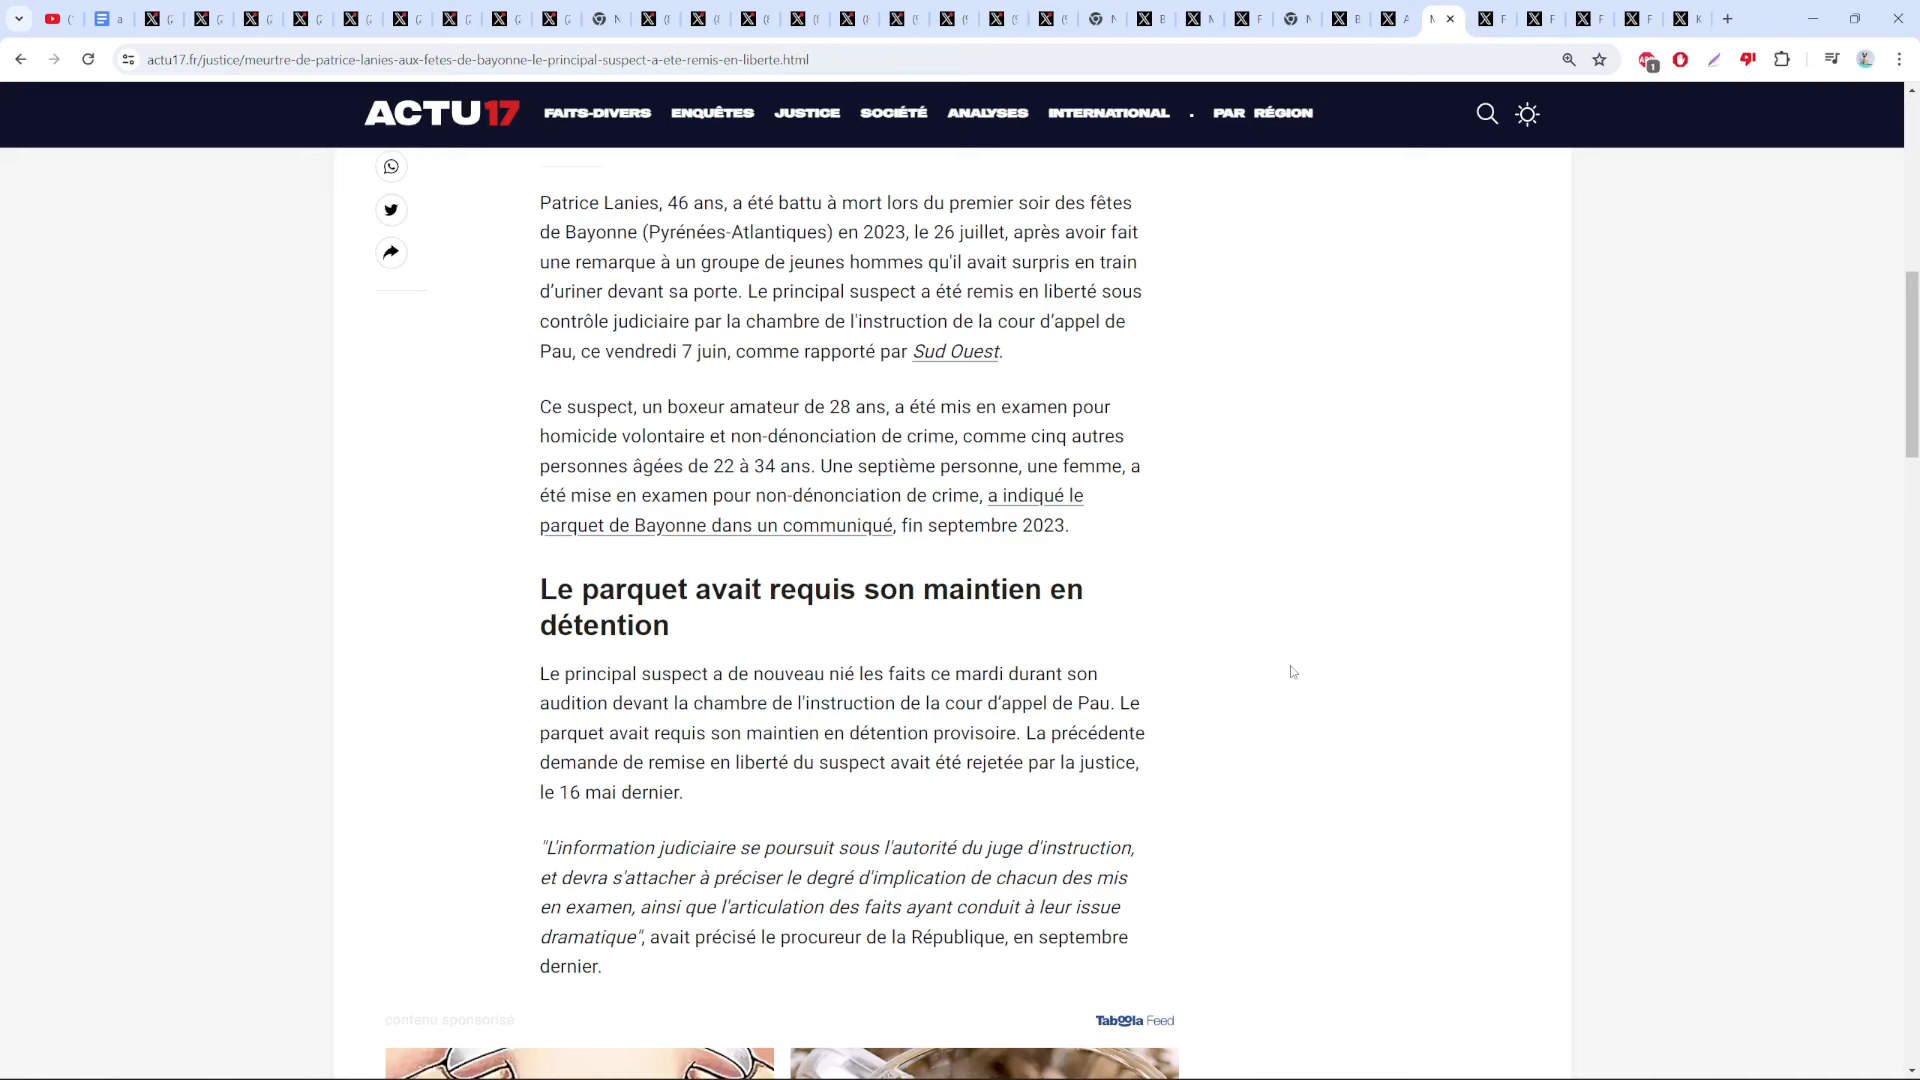 actu17.fr/justice/meurtre-de-patrice-lanies-aux-fetes-de-bayonne-le-principal-suspect-a-ete-remis-en-liberte.html
1
ACTU17
FAITS-DIVERS ENQUÊTES JUSTICE SOCIÉTÉ ANALYSES INTERNATIONAL . PAR RÉGION
Patrice Lanies, 46 ans, a été battu à mort lors du premier soir des fêtes
de Bayonne (Pyrénées-Atlantiques) en 2023, le 26 juillet, après avoir fait
une remarque à un groupe de jeunes hommes qu'il avait surpris en train
d’uriner devant sa porte. Le principal suspect a été remis en liberté sous
contrôle judiciaire par la chambre de l'instruction de la cour d’appel de
Pau, ce vendredi 7 juin, comme rapporté par Sud Ouest.
Ce suspect, un boxeur amateur de 28 ans, a été mis en examen pour
homicide volontaire et non-dénonciation de crime, comme cinq autres
personnes âgées de 22 à 34 ans. Une septième personne, une femme, a
été mise en examen pour non-dénonciation de crime, a indiqué le
parquet de Bayonne dans un communiqué, fin septembre 2023.
Le parquet avait requis son maintien en
détention
Le principal suspect a de nouveau nié les faits ce mardi durant son
audition devant la chambre de l'instruction de la cour d’appel de Pau. Le
parquet avait requis son maintien en détention provisoire. La précédente
demande de remise en liberté du suspect avait été rejetée par la justice,
le 16 mai dernier.
"L'information judiciaire se poursuit sous l'autorité du juge d'instruction,
et devra s'attacher à préciser le degré d'implication de chacun des mis
en examen, ainsi que l'articulation des faits ayant conduit à leur issue
dramatique", avait précisé le procureur de la République, en septembre
dernier.
contenu sponsorisé
Taboola Feed